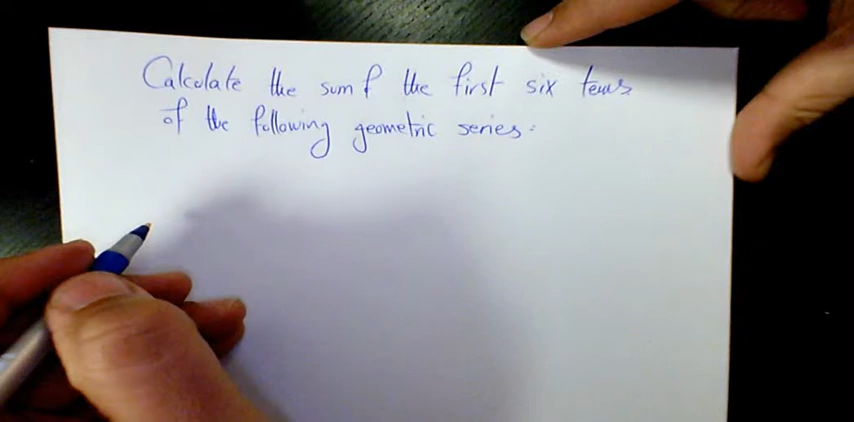 Calculate the sum of the first six terms
of the following geometric series: